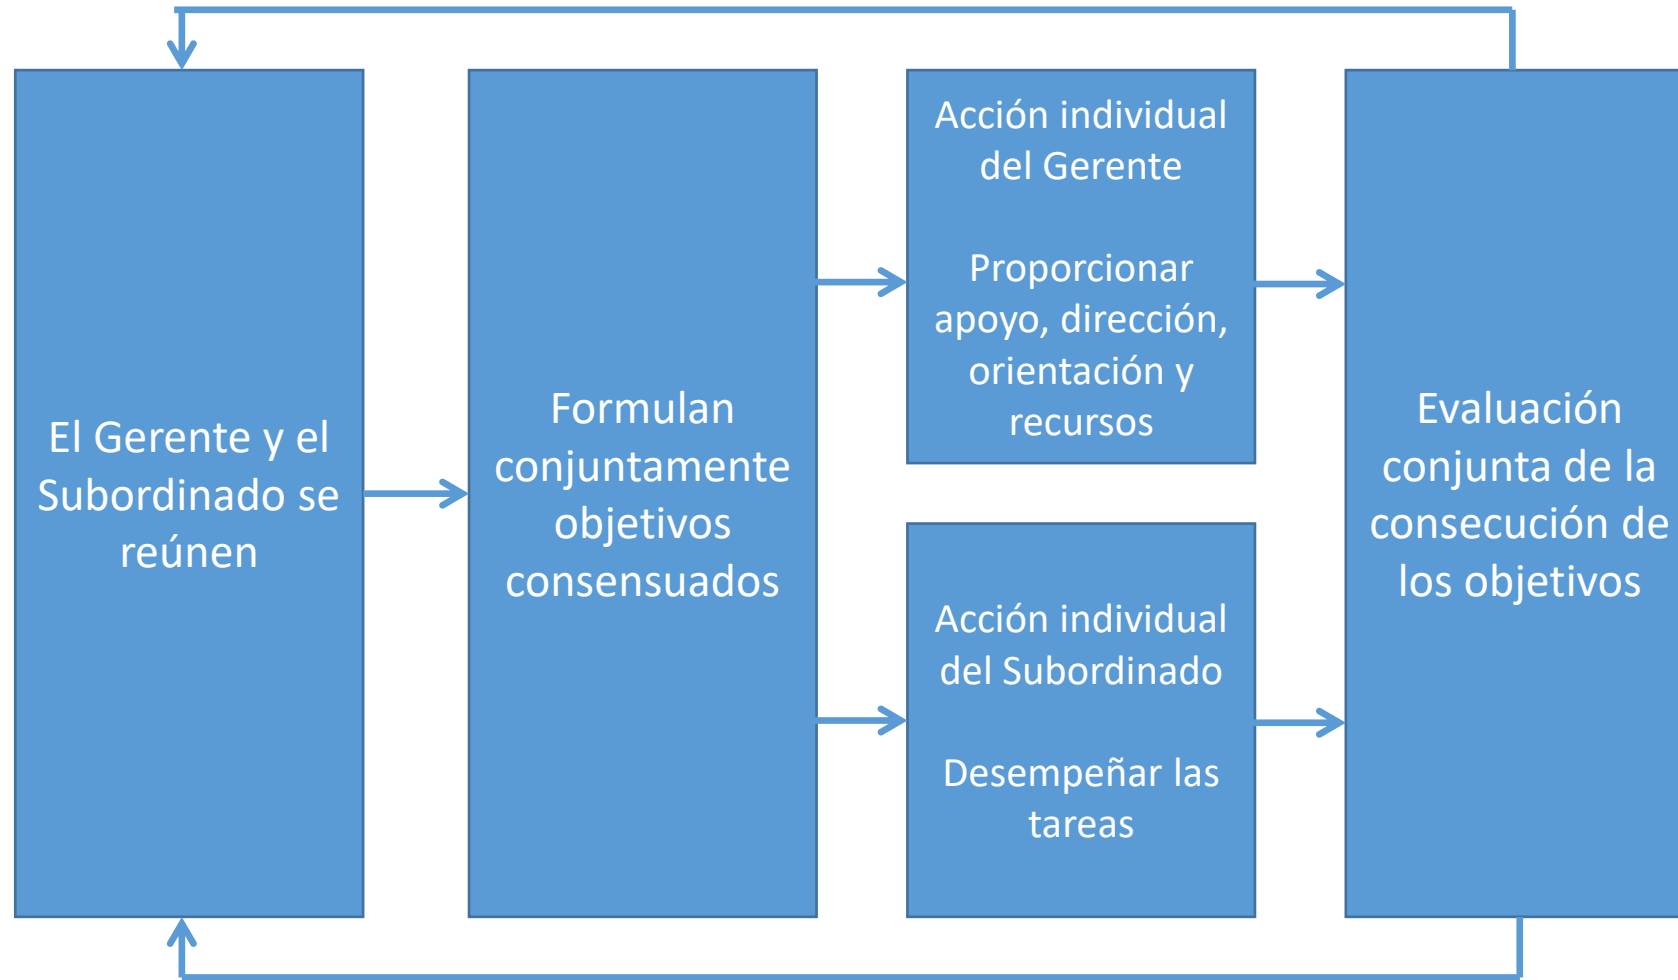 El Gerente y el
Subordinado se
reúnen
Formulan
conjuntamente
objetivos
consensuados
Acción individual
del Gerente
Proporcionar
apoyo, dirección,
orientación y
recursos
Acción individual
del Subordinado
Desempeñar las
tareas
Evaluación
conjunta de la
consecución de
los objetivos